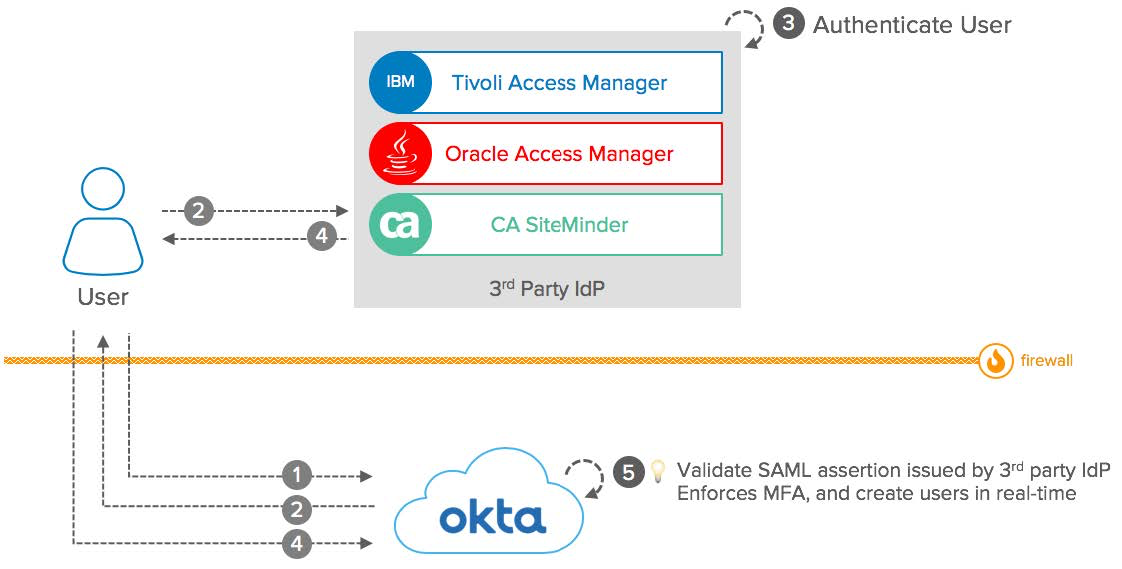 3 Authenticate User
IBM Tivoli Access Manager
Oracle Access Manager
ca CA SiteMinder
3rd Party IdP
2
4
User
firewall
1
2
4
okta
5 Validate SAML assertion issued by 3rd party IdP
Enforces MFA, and create users in real-time